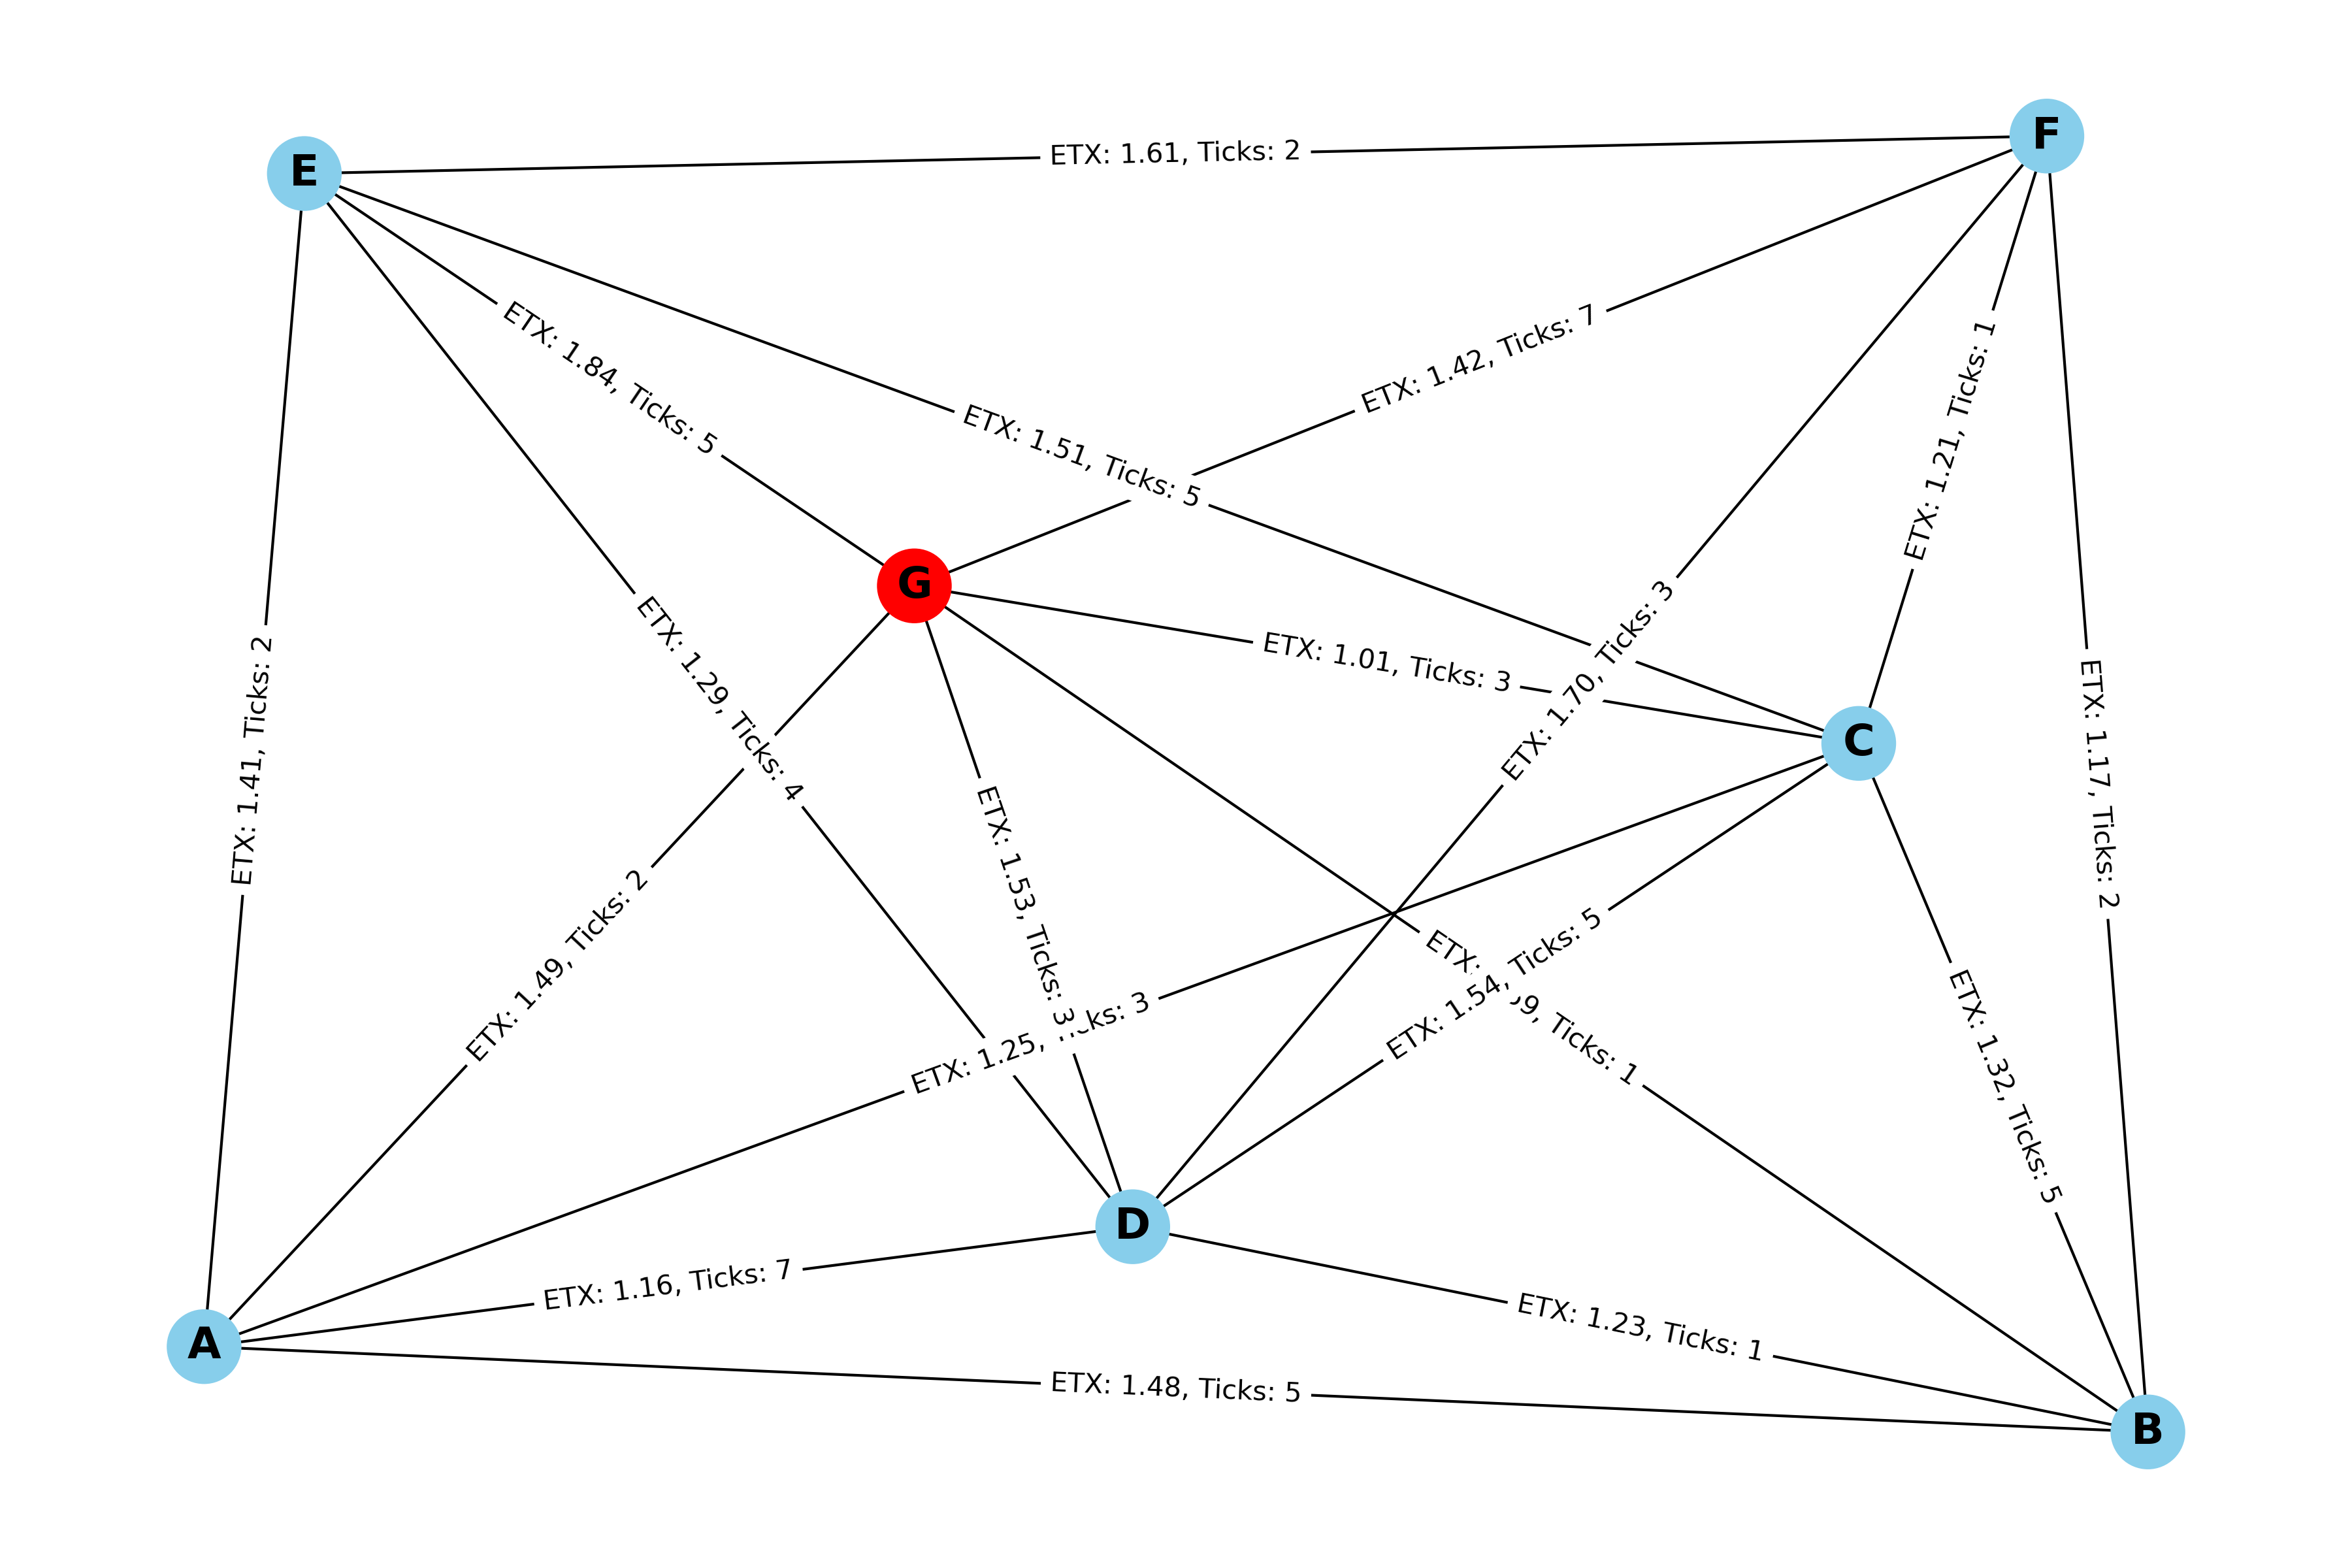 F
E
ETX: 1.61, Ticks: 2
ETX: 1.84, Ticks: 5
ETX: 1.42, Ticks: 7
ETX: 1.21, Ticks: 1
ETX: 1.51, Ticks: 5
G
ETX: 1.70, Ticks: 3
ETX: 1.01, Ticks: 3
ETX: 1.29, Ticks: 4
C
ETX: 1.41, Ticks: 2
ETX: 1.17, Ticks: 2
ETX: 1.53, Ticks: 3
ETX: 1.49, Ticks: 2
ETX: 1.54, Ticks: 5
ETX: Ticks: 1
ETX: 1.25, 3
ETX: 1.32, Ticks: 5
D
ETX: 1.16, Ticks: 7
ETX: 1.23, Ticks: 1
A
ETX: 1.48, Ticks: 5
B